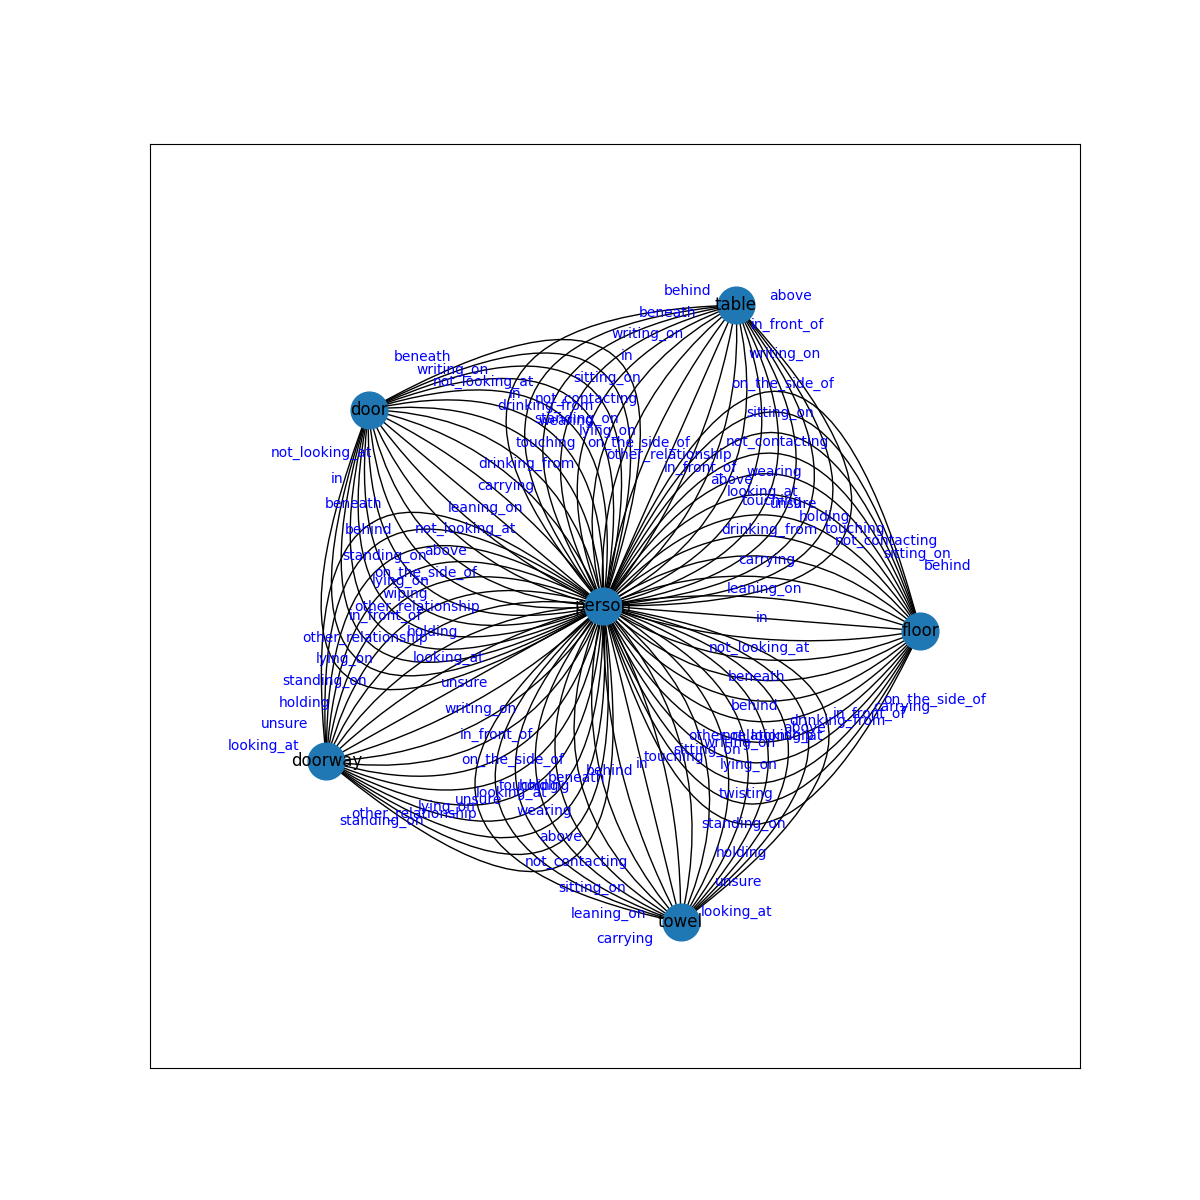 behind
above
table
beneath
in_front_of
writing_on
writing_on
in
beneath
writing_on
sitting_on
not_looking_at
on_the_side_of
in
not_contacting
drinking_from
door
sitting_on
standing_on
wearing
lying_on
touching
on_the_side_of
not_contacting
not_looking_at
other_relationship
drinking_from
in_front_of
wearing
in
above
carrying
looking_at
beneath
touching
unsure
leaning_on
holding
behind
not_looking_at
drinking_from
touching
not_contacting
standing_on
above
sitting_on
carrying
behind
on_the_side_of
lying_on
wiping
leaning_on
other_relationship
person
in_front_of
in
holding
floor
other_relationship
lying_on
looking_at
not_looking_at
standing_on
unsure
beneath
holding
writing_on
behind
on_the_side_of
carrying
in_front_of
unsure
in_front_of
drinking_from
above
looking_at
other_relationship
not_looking_at
writing_on
sitting_on
doorway
on_the_side_of
touching
in
lying_on
behind
beneath
touching
holding
looking_at
twisting
unsure
lying_on
wearing
other_relationship
standing_on
standing_on
above
holding
not_contacting
unsure
sitting_on
leaning_on
looking_at
towel
carrying